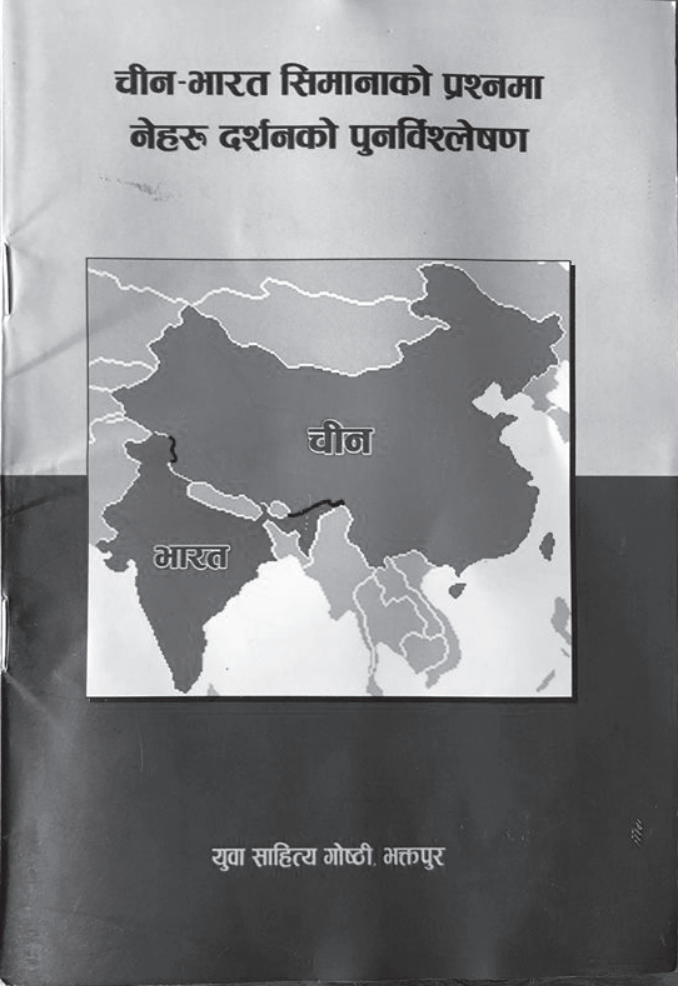 चीन-भारत सिमानाको प्रश्नमा
नेहरू दर्शनको पुनर्विश्लेषण
चीन
भारत
युवा साहित्य गोष्ठी, भक्तपुर